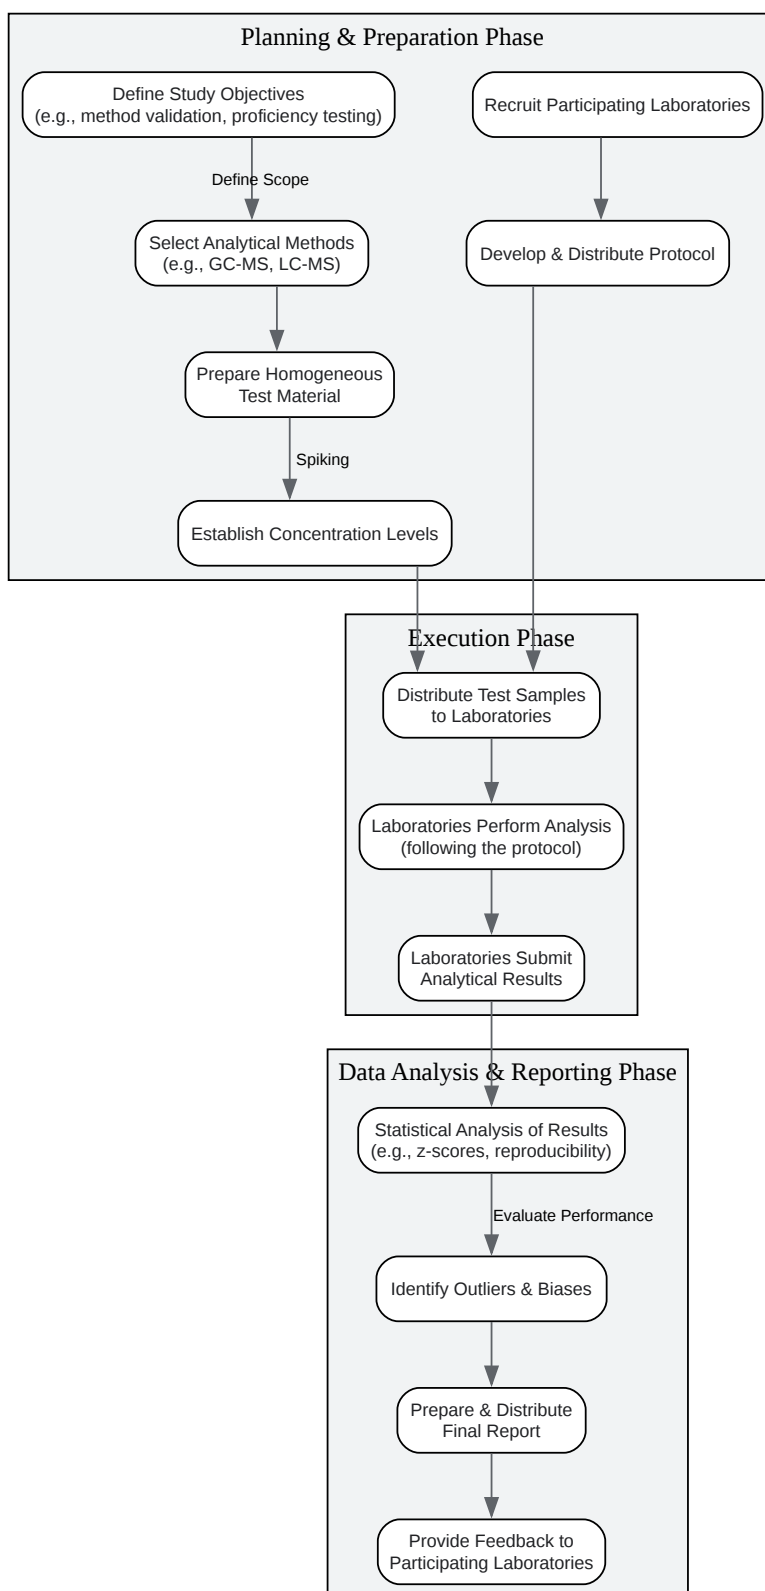 Planning & Preparation Phase
Define Study Objectives
(e.g., method validation, proficiency testing)
Recruit Participating Laboratories
Define Scope
Select Analytical Methods
(e.g., GC-MS, LC-MS)
Develop & Distribute Protocol
Prepare Homogeneous
Test Material
Spiking
Establish Concentration Levels
Execution Phase
Distribute Test Samples
to Laboratories
Laboratories Perform Analysis
(following the protocol)
Laboratories Submit
Analytical Results
Data Analysis & Reporting Phase
Statistical Analysis of Results
(e.g., z-scores, reproducibility)
Evaluate Performance
Identify Outliers & Biases
Prepare & Distribute
Final Report
Provide Feedback to
Participating Laboratories